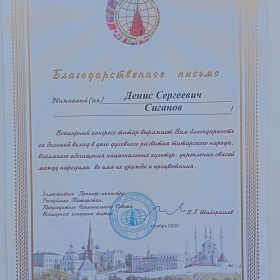 Благодарственное письмо
Уважаемый(ая) Денис Сергеевич
Сиганов !
Всемирный конгресс татар выражает Вам благодарность
за большой вклад в дело духовного развития татарского народа,
взаимного обогащения национальных культур, укрепления связей
между народами во имя их дружбы и процветания.
Заместитель Премьер-министра
Республики Татарстан,
Председатель Национального Совета
Всемирного конгресса татар
В.Г.Шайхразиев
ноябрь 2022